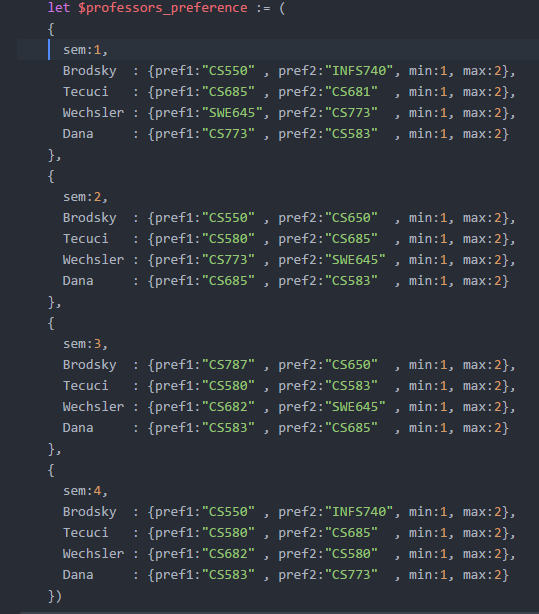 let $professors_preference := (
{
sem:1,
Brodsky : {pref1:"CS550" , pref2:"INFS740", min:1, max:2},
Tecuci : {pref1:"CS685" , pref2:"CS681" , min:1, max:2},
Wechsler : {pref1:"SWE645", pref2:"CS773" , min:1, max:2},
Dana : {pref1:"CS773" , pref2:"CS583" , min:1, max:2}
},
{
sem:2,
Brodsky : {pref1:"CS550" , pref2:"CS650" , min:1, max:2},
Tecuci : {pref1:"CS580" , pref2:"CS685" , min:1, max:2},
Wechsler : {pref1:"CS773" , pref2:"SWE645" , min:1, max:2},
Dana : {pref1:"CS685" , pref2:"CS583" , min:1, max:2}
},
{
sem:3,
Brodsky : {pref1:"CS787" , pref2:"CS650" , min:1, max:2},
Tecuci : {pref1:"CS580" , pref2:"CS583" , min:1, max:2},
Wechsler : {pref1:"CS682" , pref2:"SWE645" , min:1, max:2},
Dana : {pref1:"CS583" , pref2:"CS685" , min:1, max:2}
},
{
sem:4,
Brodsky : {pref1:"CS550" , pref2:"INFS740", min:1, max:2},
Tecuci : {pref1:"CS580" , pref2:"CS685" , min:1, max:2},
Wechsler : {pref1:"CS682" , pref2:"CS580" , min:1, max:2},
Dana : {pref1:"CS583" , pref2:"CS773" , min:1, max:2}
})